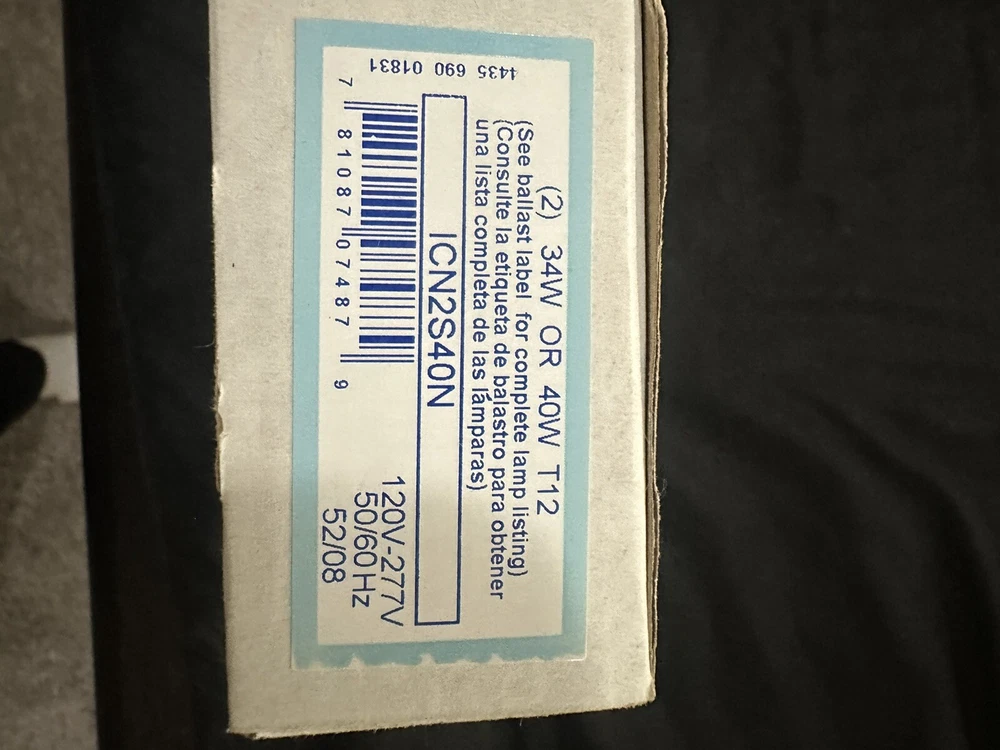 (2) 34W OR 40W T12
(See ballast label for complete lamp listing)
(Consulte la etiqueta de balastro para obtener
una lista completa de las lámparas)
ICN2S40N
4435 690 01831
7 81087 07487 9
120V-277V
50/60 Hz
52/08